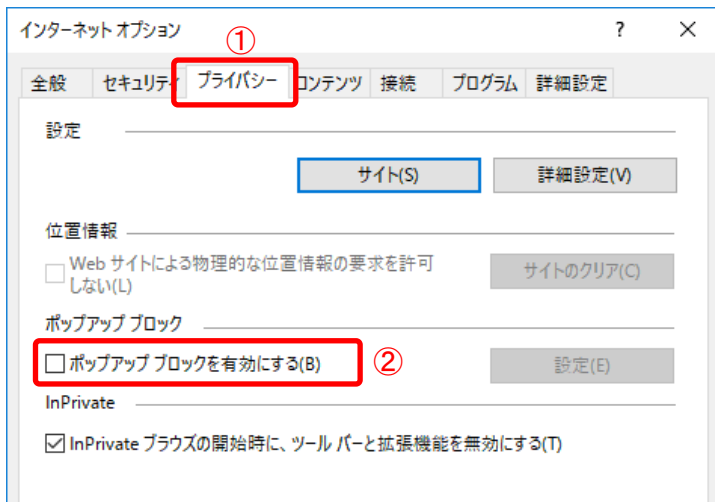 インターネット オプション ? ×
①
全般 セキュリティ プライバシー コンテンツ 接続 プログラム 詳細設定
設定
サイト(S) 詳細設定(V)
位置情報
Web サイトによる物理的な位置情報の要求を許可
しない(L)
サイトのクリア(C)
ポップアップ ブロック
ポップアップ ブロックを有効にする(B) ② 設定(E)
InPrivate
InPrivate ブラウズの開始時に、ツール バーと拡張機能を無効にする(T)